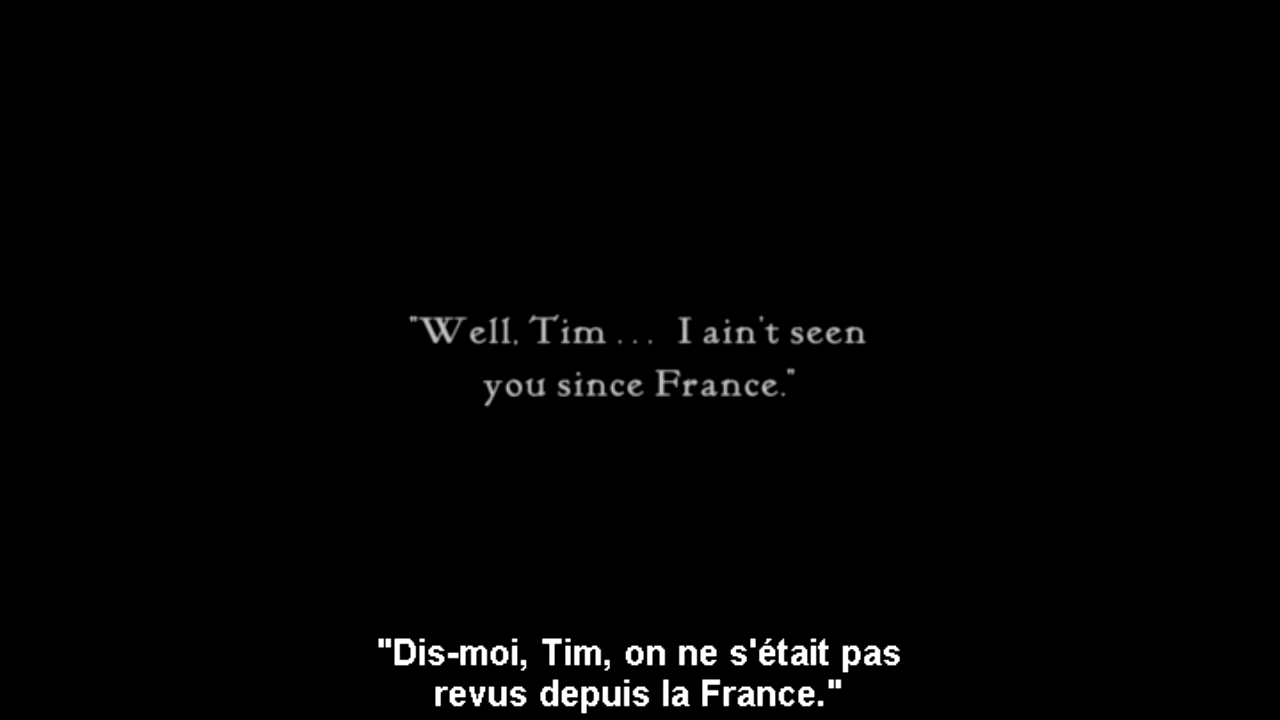 "Well, Tim ... I ain't seen
you since France."
"Dis-moi, Tim, on ne s'était pas
revus depuis la France."